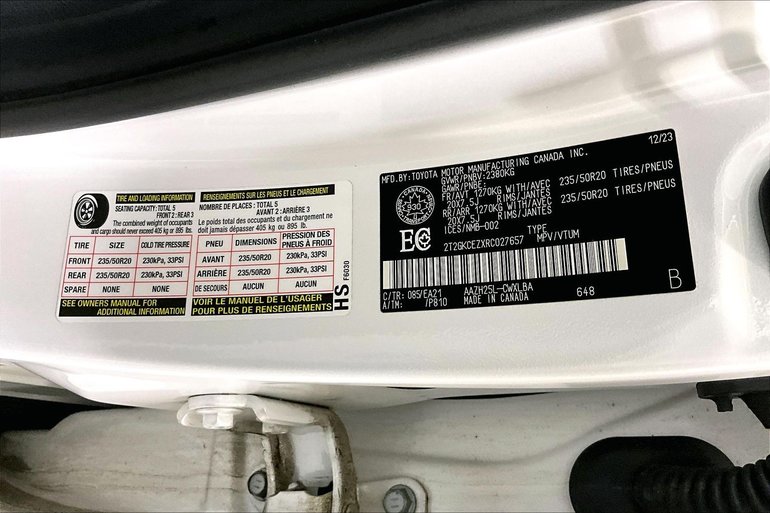 TIRE AND LOADING INFORMATION
SEATING CAPACITY: TOTAL 5
FRONT 2 : REAR 3
The combined weight of occupants
and cargo should never exceed 405 kg or 895 lbs.
RENSEIGNEMENTS SUR LES PNEUS ET LE CHARGEMENT
NOMBRE DE PLACES : TOTAL 5
AVANT 2 : ARRIÈRE 3
Le poids total des occupants et du chargement ne
doit jamais dépasser 405 kg ou 895 lb.
TIRE SIZE COLD TIRE PRESSURE
FRONT 235/50R20 230kPa, 33PSI
REAR 235/50R20 230kPa, 33PSI
SPARE NONE NONE
SEE OWNERS MANUAL FOR
ADDITIONAL INFORMATION
PNEU DIMENSIONS PRESSION DES PNEUS À FROID
AVANT 235/50R20 230kPa, 33PSI
ARRIÈRE 235/50R20 230kPa, 33PSI
DE SECOURS AUCUN AUCUN
VOIR LE MANUEL DE L'USAGER
POUR PLUS DE RENSEIGNEMENTS
HS F6030
12/23
MFD.BY:TOYOTA MOTOR MANUFACTURING CANADA INC.
GVWR/PNBV:2380KG
GAWR/PNBE:
FR/AVT 1270KG WITH/AVEC 235/50R20 TIRES/PNEUS
20X7.5J RIMS/JANTES
RR/ARR 1270KG WITH/AVEC 235/50R20 TIRES/PNEUS
20X7.5J RIMS/JANTES
ICES/NMB-002
930
EC
2T2GKCEZXRC027657 TYPE MPV/VTUM
C/TR: 085/EA21 AAZH25L-CWXLBA
A/TM: /P810 MADE IN CANADA 648
B